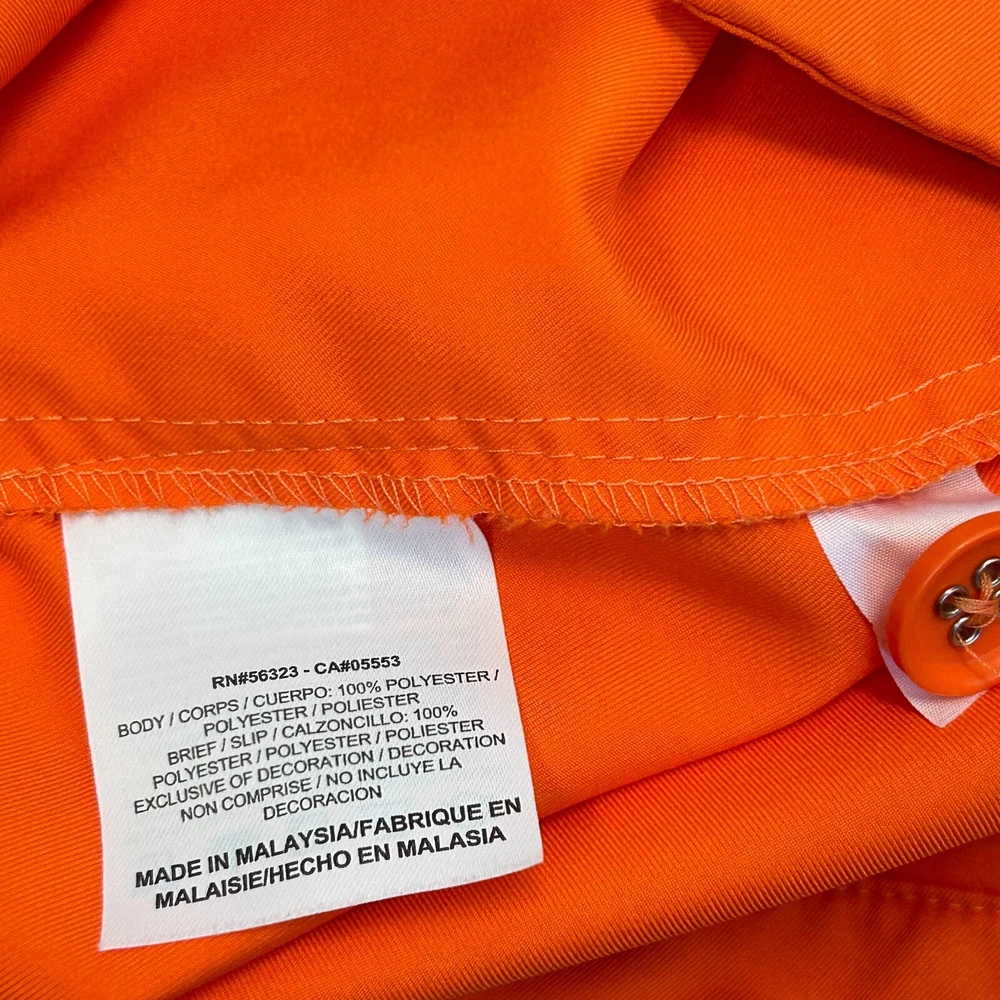 RN#56323 - CA#05553
BODY / CORPS / CUERPO: 100% POLYESTER /
POLYESTER / POLIESTER
BRIEF / SLIP / CALZONCILLO: 100%
POLYESTER / POLYESTER / POLIESTER
EXCLUSIVE OF DECORATION / DECORATION
NON COMPRISE / NO INCLUYE LA
DECORACION
MADE IN MALAYSIA/FABRIQUE EN
MALAISIE/HECHO EN MALASIA